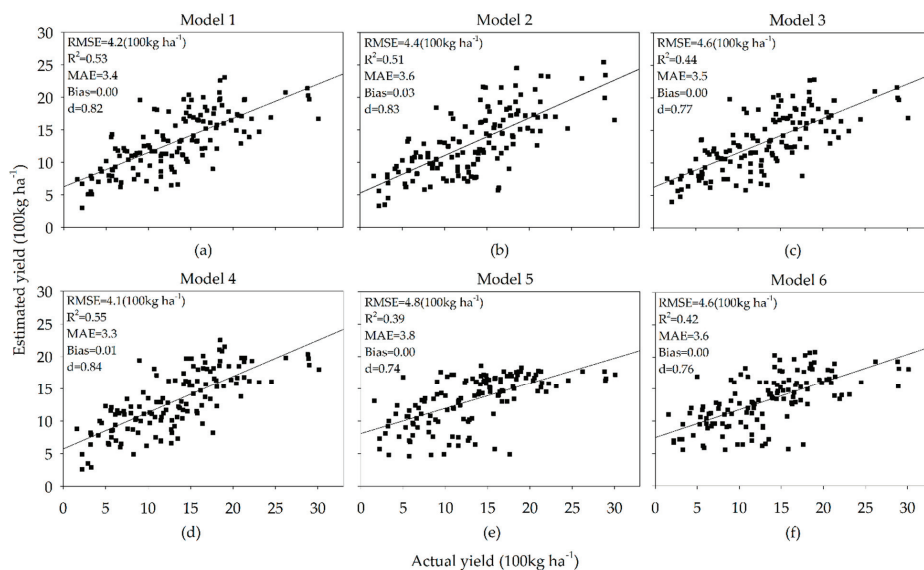 Model 1
RMSE=4.2(100kg ha⁻¹)
R²=0.53
MAE=3.4
Bias=0.00
d=0.82
30
25
20
15
10
5
0
(a)
Model 2
RMSE=4.4(100kg ha⁻¹)
R²=0.51
MAE=3.6
Bias=0.03
d=0.83
(b)
Model 3
RMSE=4.6(100kg ha⁻¹)
R²=0.44
MAE=3.5
Bias=0.00
d=0.77
(c)
Estimated yield (100kg ha⁻¹)
Model 4
RMSE=4.1(100kg ha⁻¹)
R²=0.55
MAE=3.3
Bias=0.01
d=0.84
30
25
20
15
10
5
0
0 5 10 15 20 25 30
(d)
Model 5
RMSE=4.8(100kg ha⁻¹)
R²=0.39
MAE=3.8
Bias=0.00
d=0.74
0 5 10 15 20 25 30
(e)
Model 6
RMSE=4.6(100kg ha⁻¹)
R²=0.42
MAE=3.6
Bias=0.00
d=0.76
0 5 10 15 20 25 30
(f)
Actual yield (100kg ha⁻¹)